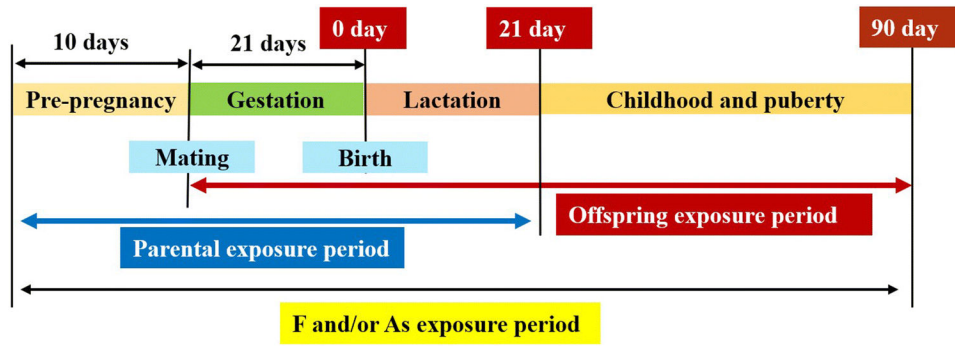 10 days
21 days
0 day
21 day
90 day
Pre-pregnancy
Gestation
Lactation
Childhood and puberty
Mating
Birth
Offspring exposure period
Parental exposure period
F and/or As exposure period